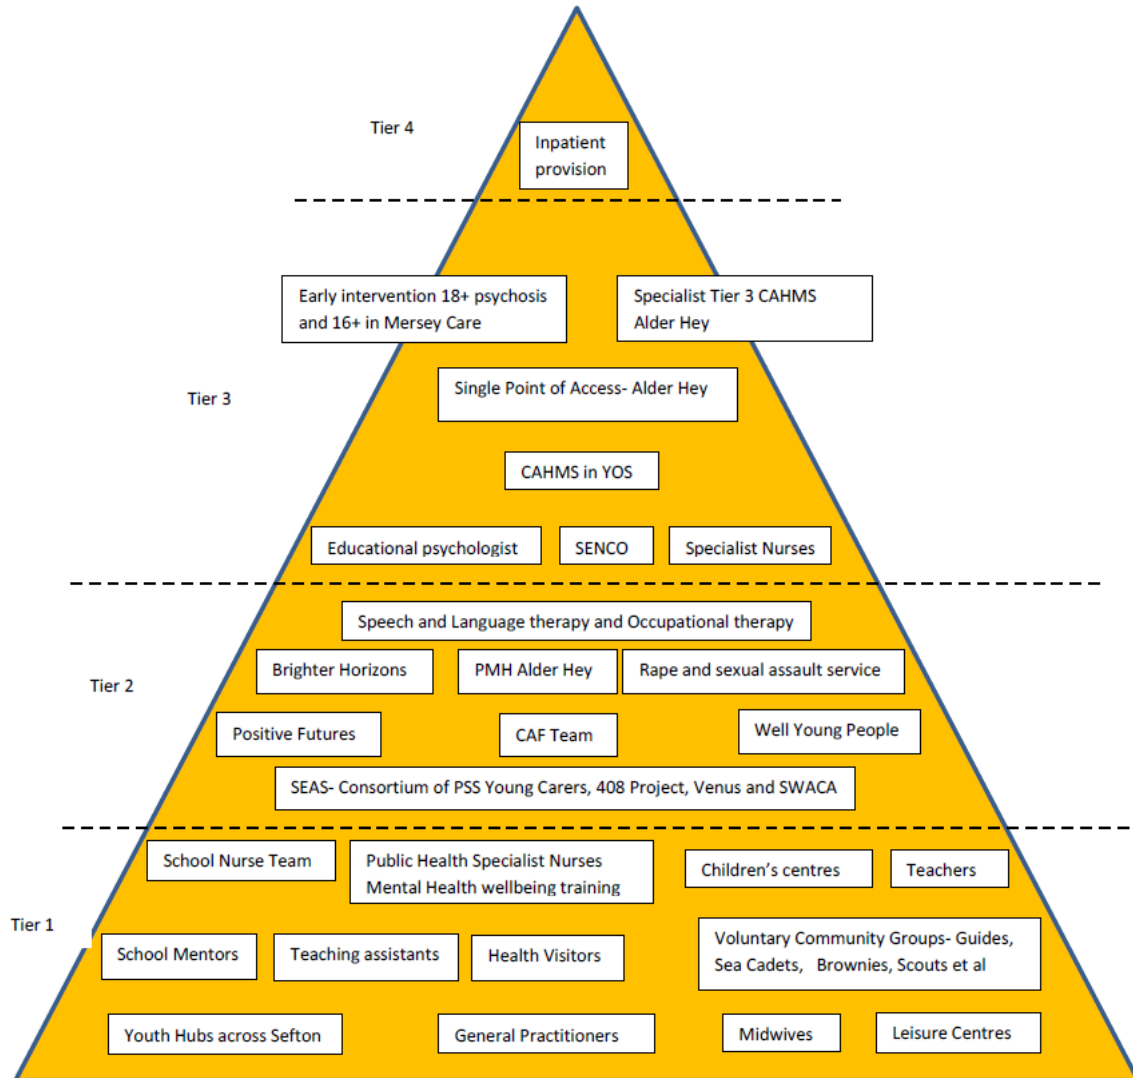 Tier 4
Inpatient
provision
Early intervention 18+ psychosis
and 16+ in Mersey Care
Specialist Tier 3 CAHMS
Alder Hey
Single Point of Access- Alder Hey
Tier 3
CAHMS in YOS
Educational psychologist
SENCO
Specialist Nurses
Speech and Language therapy and Occupational therapy
Brighter Horizons
PMH Alder Hey
Rape and sexual assault service
Tier 2
Positive Futures
CAF Team
Well Young People
SEAS- Consortium of PSS Young Carers, 408 Project, Venus and SWACA
School Nurse Team
Public Health Specialist Nurses
Mental Health wellbeing training
Children’s centres
Teachers
Tier 1
School Mentors
Teaching assistants
Health Visitors
Voluntary Community Groups- Guides,
Sea Cadets, Brownies, Scouts et al
Youth Hubs across Sefton
General Practitioners
Midwives
Leisure Centres